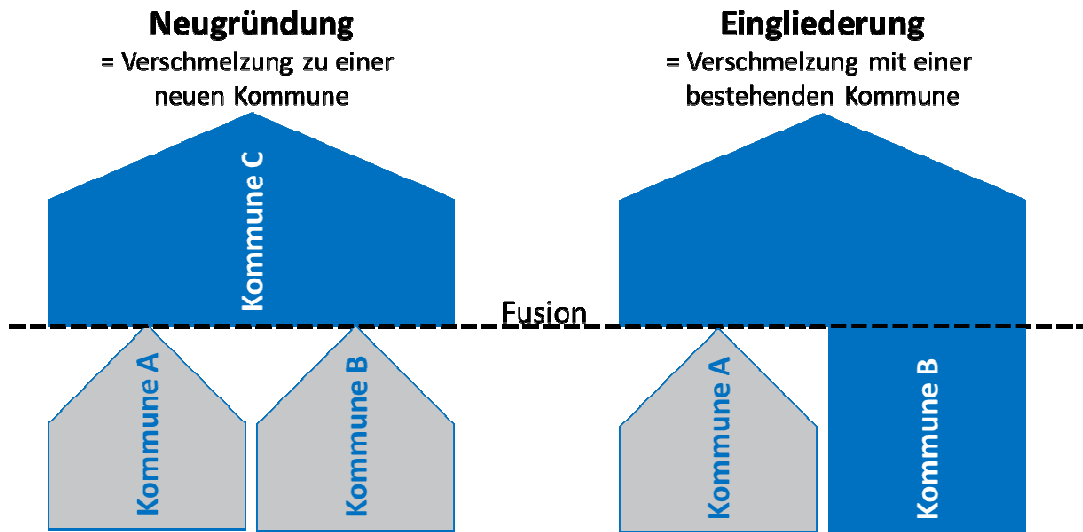 Neugründung
= Verschmelzung zu einer
neuen Kommune
Kommune C
Kommune A
Kommune B
Fusion
Eingliederung
= Verschmelzung mit einer
bestehenden Kommune
Kommune A
Kommune B